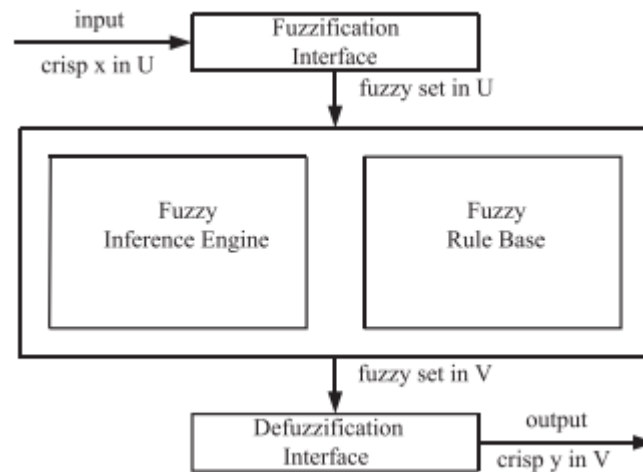 input
crisp x in U
Fuzzification
Interface
fuzzy set in U
Fuzzy
Inference Engine
Fuzzy
Rule Base
fuzzy set in V
Defuzzification
Interface
output
crisp y in V